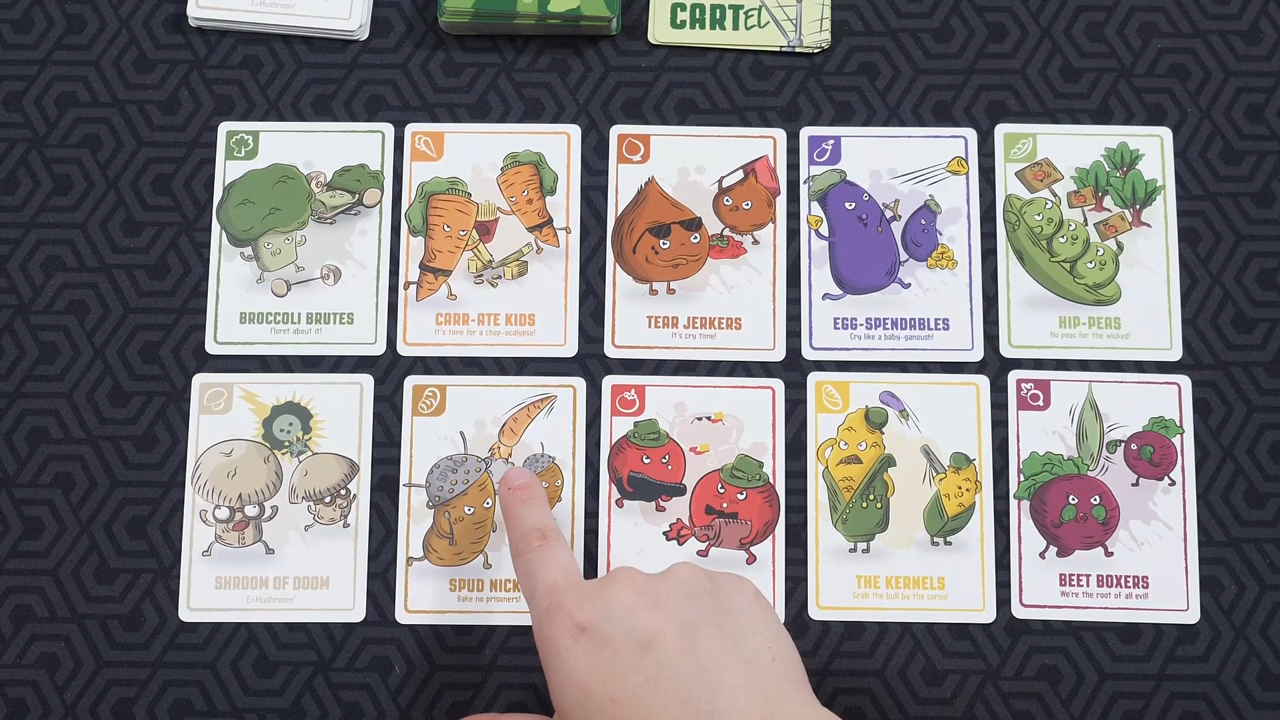 E=Mushroom²
CARTEL
BROCCOLI BRUTES
Floret about it!
CARR-ATE KIDS
It's time for a chop-ocalypse!
TEAR JERKERS
It's cry time!
EGG-SPENDABLES
Cry like a baby-ganoush!
HIP-PEAS
No peas for the wicked!
SHROOM OF DOOM
E=Mushroom²
SPUD
SPUD NICK
Bake no prisoners!
THE KERNELS
Grab the bull by the corns!
BEET BOXERS
We're the root of all evil!